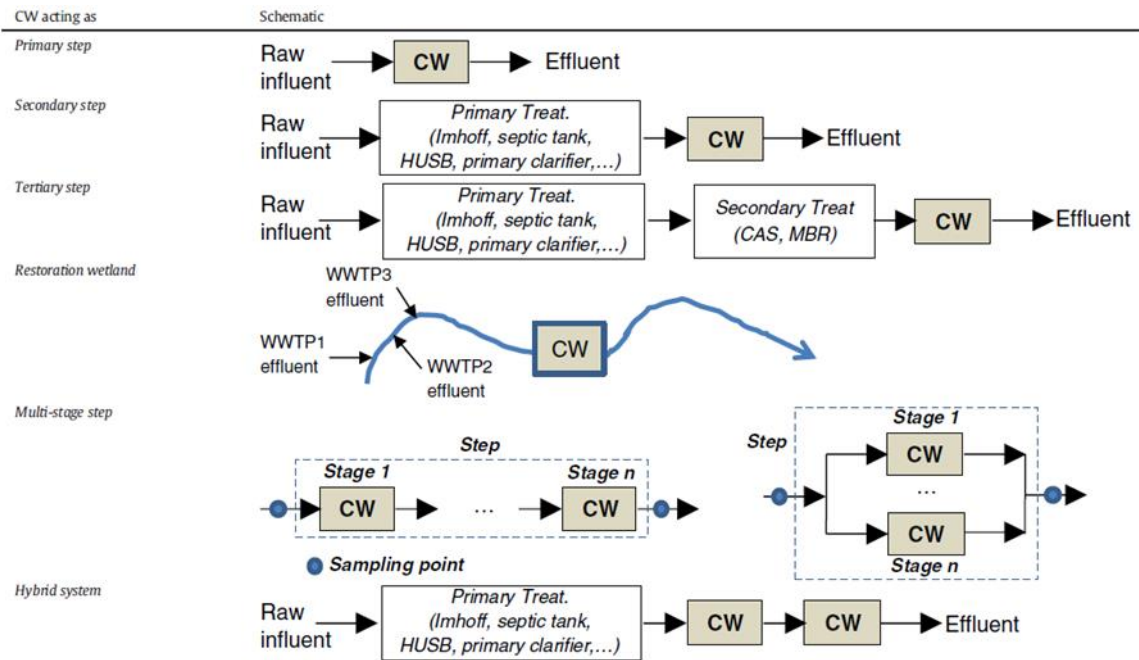 CW acting as
Schematic
Primary step
Raw
influent
CW
Effluent
Secondary step
Raw
influent
Primary Treat.
(Imhoff, septic tank,
HUSB, primary clarifier,...)
CW
Effluent
Tertiary step
Raw
influent
Primary Treat.
(Imhoff, septic tank,
HUSB, primary clarifier,...)
Secondary Treat
(CAS, MBR)
CW
Effluent
Restoration wetland
WWTP3
effluent
WWTP1
effluent
WWTP2
effluent
CW
Multi-stage step
Step
Stage 1
CW
...
Stage n
CW
Sampling point
Step
Stage 1
CW
...
CW
Stage n
Hybrid system
Raw
influent
Primary Treat.
(Imhoff, septic tank,
HUSB, primary clarifier,...)
CW
CW
Effluent